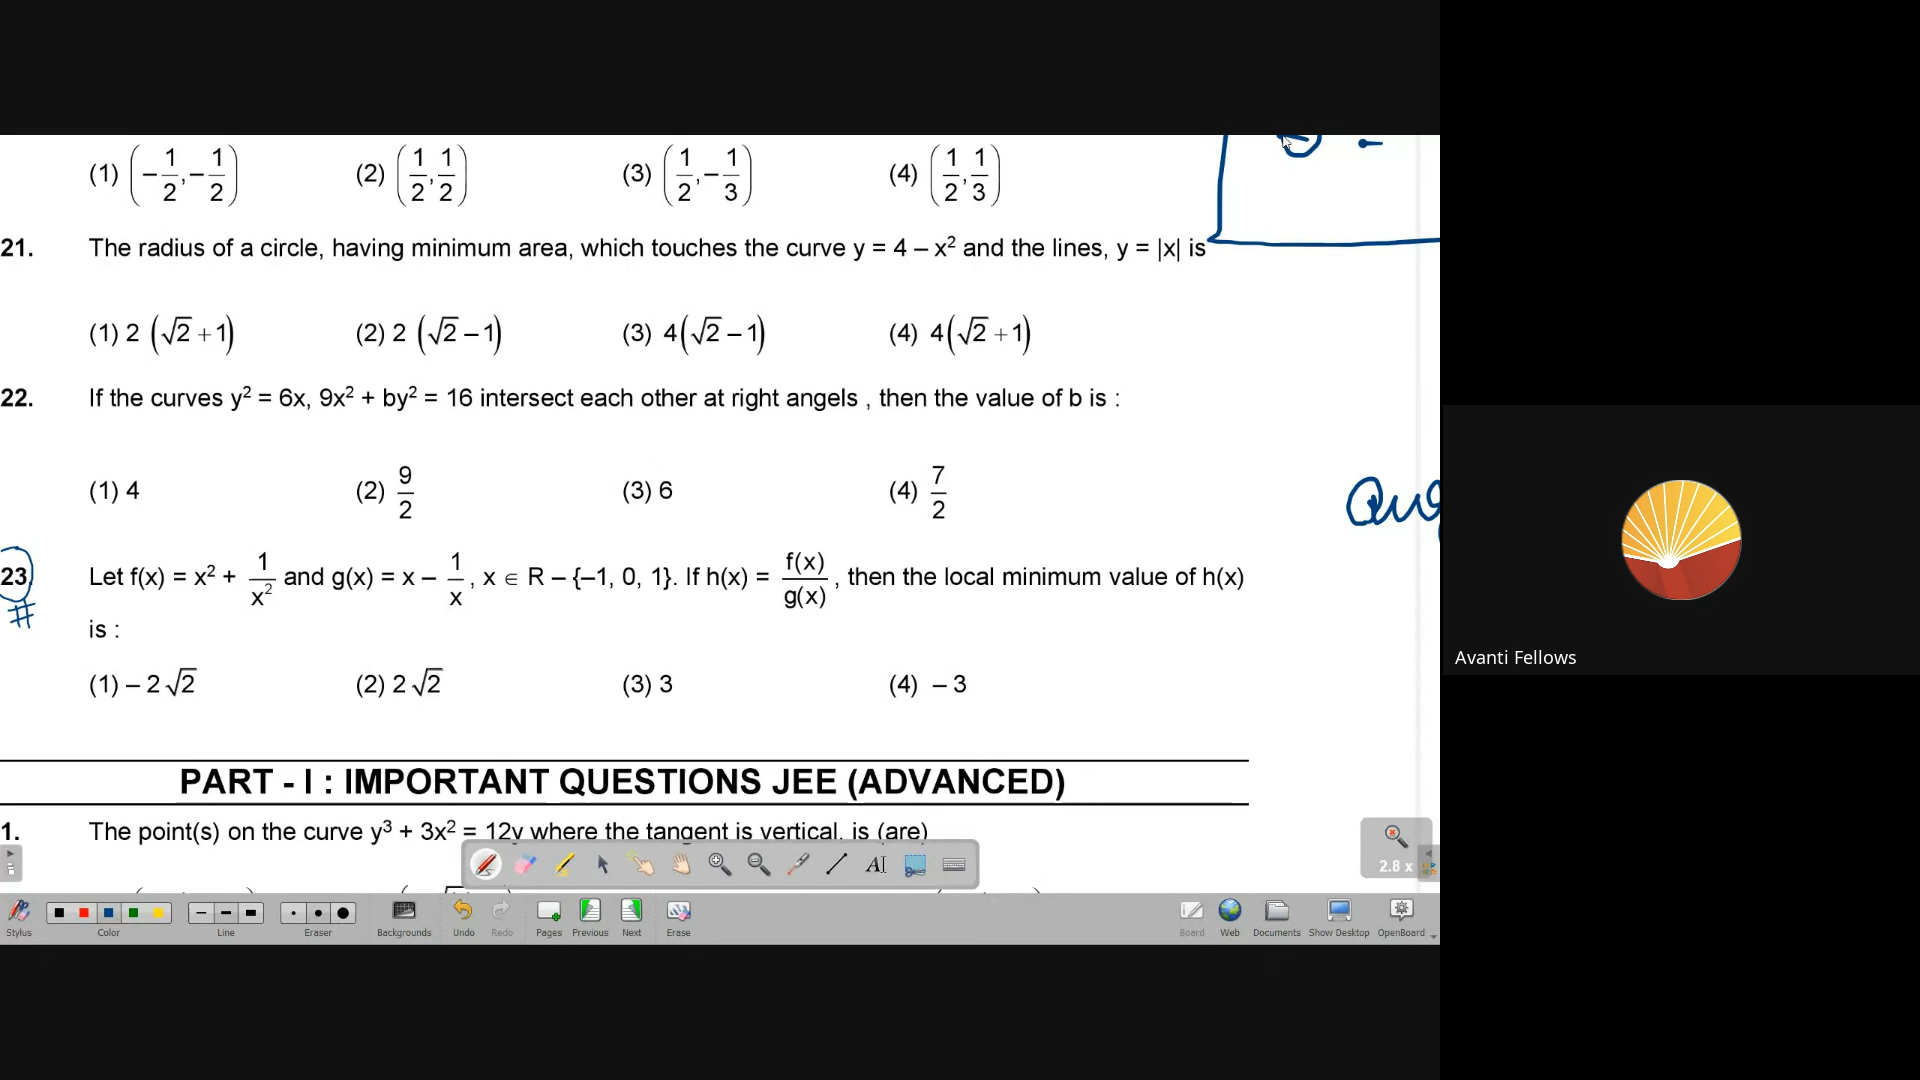 (1) (–1/2, –1/2) (2) (1/2, 1/2) (3) (1/2, –1/3) (4) (1/2, 1/3)
21. The radius of a circle, having minimum area, which touches the curve y = 4 – x² and the lines, y = |x| is
(1) 2 (√2 + 1) (2) 2 (√2 – 1) (3) 4(√2 – 1) (4) 4(√2 + 1)
22. If the curves y² = 6x, 9x² + by² = 16 intersect each other at right angels , then the value of b is :
(1) 4 (2) 9/2 (3) 6 (4) 7/2
23. Let f(x) = x² + 1/x² and g(x) = x – 1/x, x ∈ R – {–1, 0, 1}. If h(x) = f(x)/g(x), then the local minimum value of h(x)
#
is :
(1) – 2√2 (2) 2√2 (3) 3 (4) – 3
PART - I : IMPORTANT QUESTIONS JEE (ADVANCED)
1. The point(s) on the curve y³ + 3x² = 12y where the tangent is vertical, is (are)
AI
2.8 x
Stylus Color Line Eraser Backgrounds Undo Redo Pages Previous Next Erase Board Web Documents Show Desktop OpenBoard
Avanti Fellows